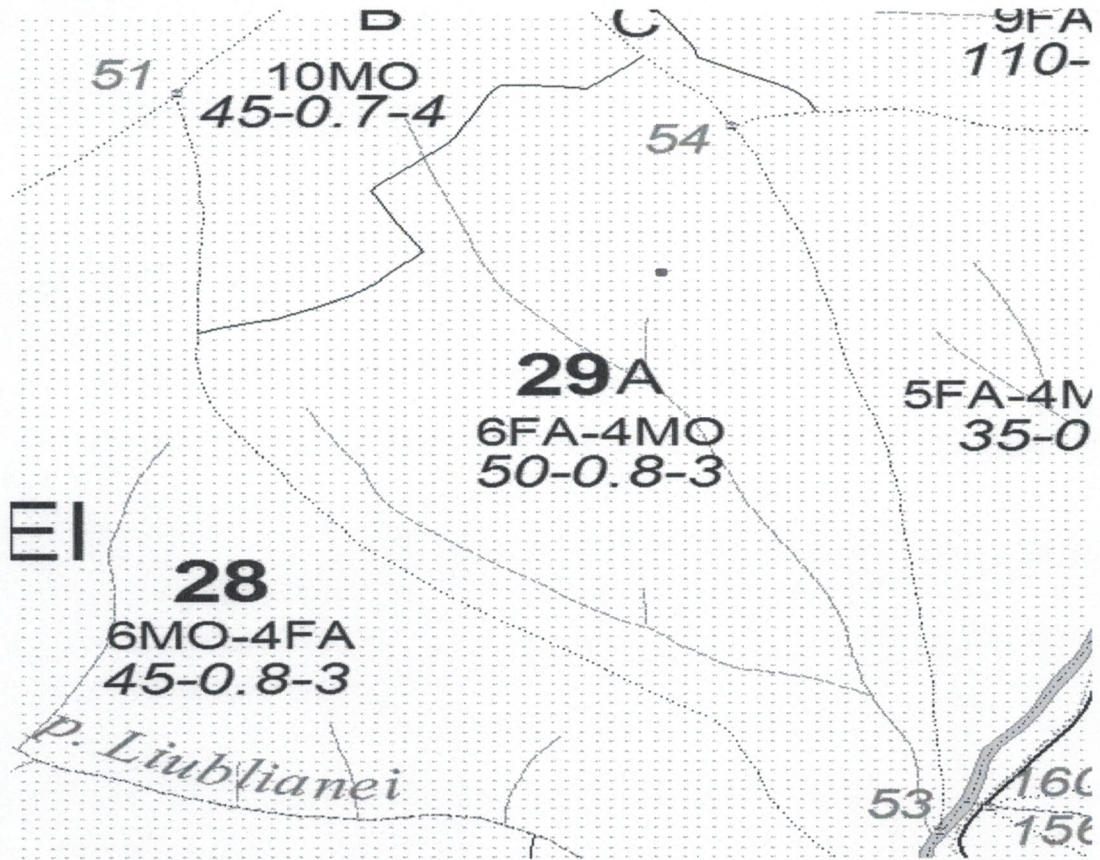 B
C
9FA
110-
51
10MO
45-0.7-4
54
29A
6FA-4MO
50-0.8-3
5FA-4M
35-0
EI
28
6MO-4FA
45-0.8-3
p. Liublianei
53
160
156